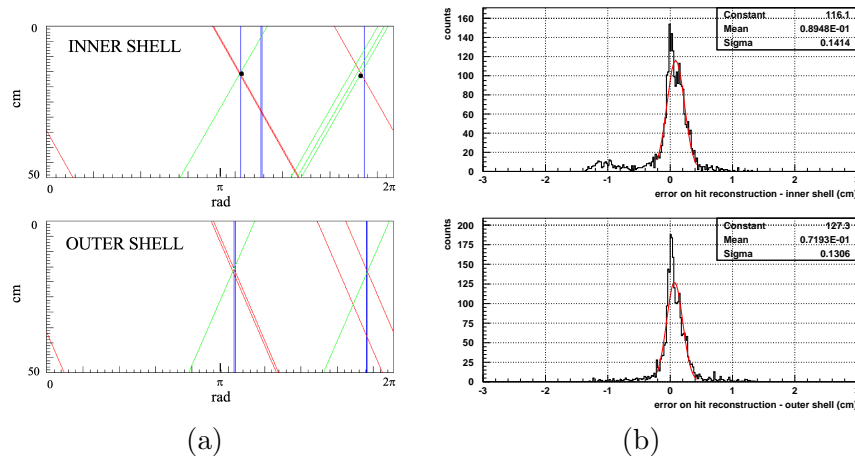 0
INNER SHELL
cm
50
0
π
2π
rad
0
OUTER SHELL
cm
50
0
π
2π
rad
(a)
counts
160
140
120
100
80
60
40
20
0
-3
-2
-1
0
1
2
3
Constant 116.1
Mean 0.8948E-01
Sigma 0.1414
error on hit reconstruction - inner shell (cm)
counts
200
175
150
125
100
75
50
25
0
-3
-2
-1
0
1
2
3
Constant 127.3
Mean 0.7193E-01
Sigma 0.1306
error on hit reconstruction - outer shell (cm)
(b)